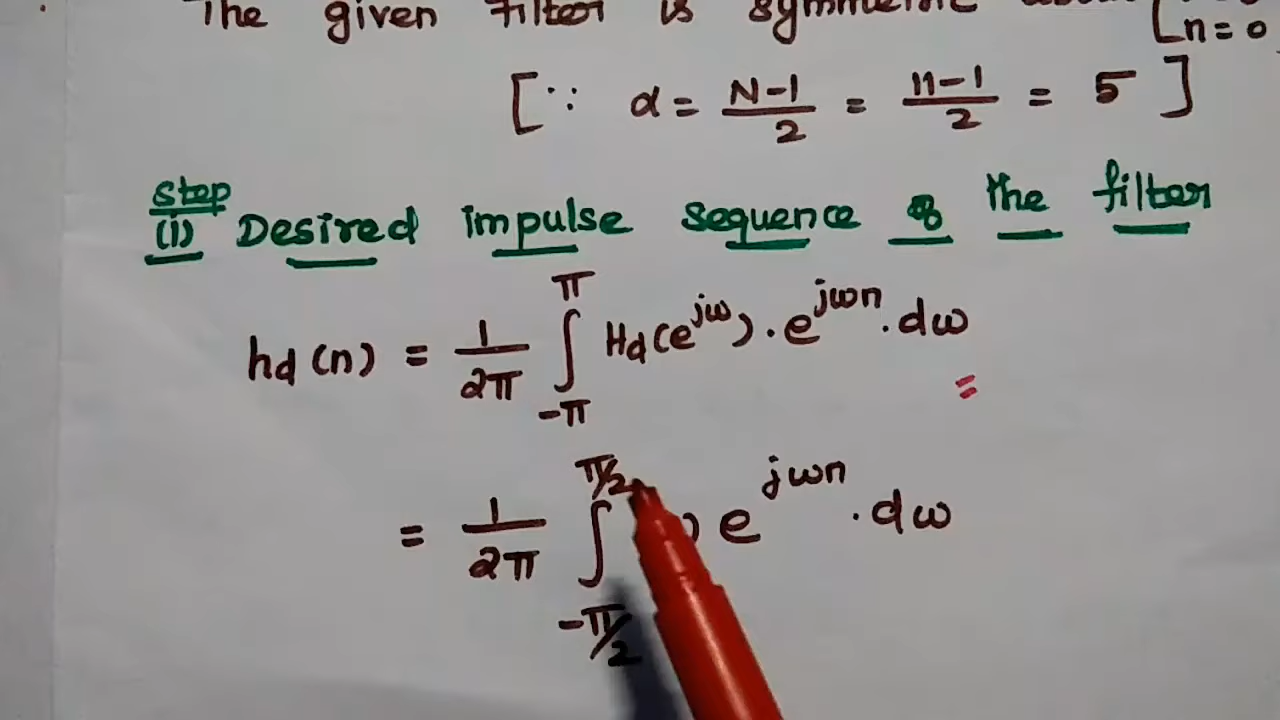 The given filter is symmetric about
[n=0
[∵ α = N-1/2 = 11-1/2 = 5 ]
Step
(i) Desired impulse sequence of the filter
hd(n) = 1/2π ∫_{-π}^{π} Hd(e^{jω}) . e^{jωn} . dω
=
= 1/2π ∫_{-π/2}^{π/2} ) e^{jωn} . dω